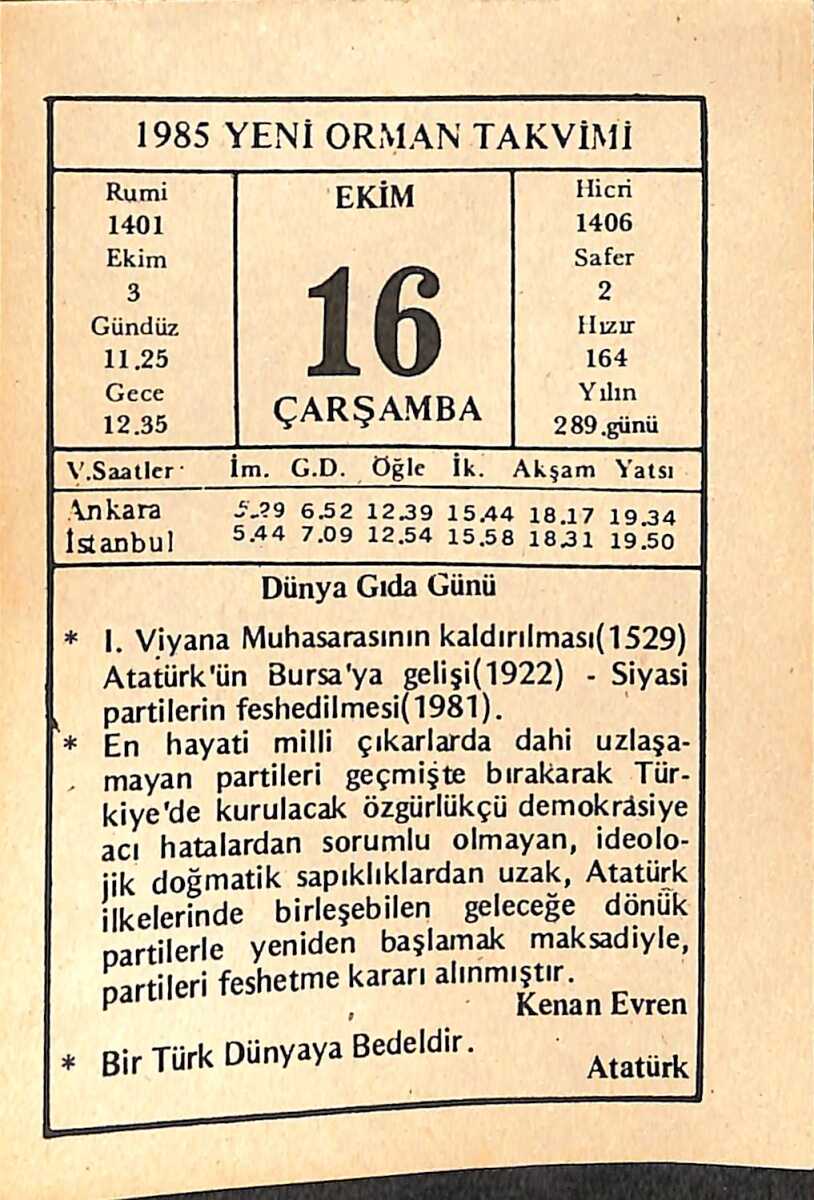 1985 YENİ ORMAN TAKVİMİ
Rumi
1401
Ekim
3
Gündüz
11.25
Gece
12.35
EKİM
16
ÇARŞAMBA
Hicri
1406
Safer
2
Hızır
164
Yılın
289.günü
V.Saatler İm. G.D. Öğle İk. Akşam Yatsı
Ankara 5.29 6.52 12.39 15.44 18.17 19.34
İstanbul 5.44 7.09 12.54 15.58 18.31 19.50
Dünya Gıda Günü
* I. Viyana Muhasarasının kaldırılması(1529)
Atatürk'ün Bursa'ya gelişi(1922) - Siyasi
partilerin feshedilmesi(1981).
* En hayati milli çıkarlarda dahi uzlaşa-
mayan partileri geçmişte bırakarak Tür-
kiye'de kurulacak özgürlükçü demokrasiye
acı hatalardan sorumlu olmayan, ideolo-
jik doğmatik sapıklıklardan uzak, Atatürk
ilkelerinde birleşebilen geleceğe dönük
partilerle yeniden başlamak maksadiyle,
partileri feshetme kararı alınmıştır.
Kenan Evren
* Bir Türk Dünyaya Bedeldir.
Atatürk